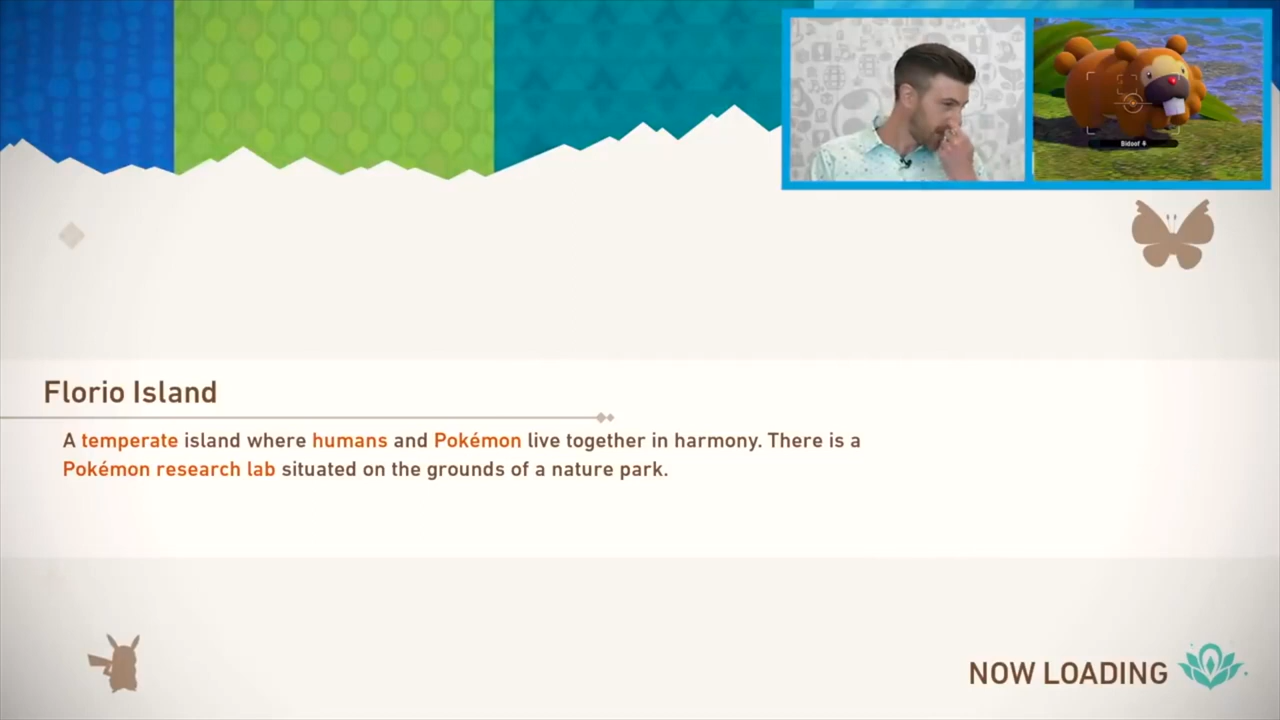 Bidoof
Florio Island
A temperate island where humans and Pokémon live together in harmony. There is a
Pokémon research lab situated on the grounds of a nature park.
NOW LOADING